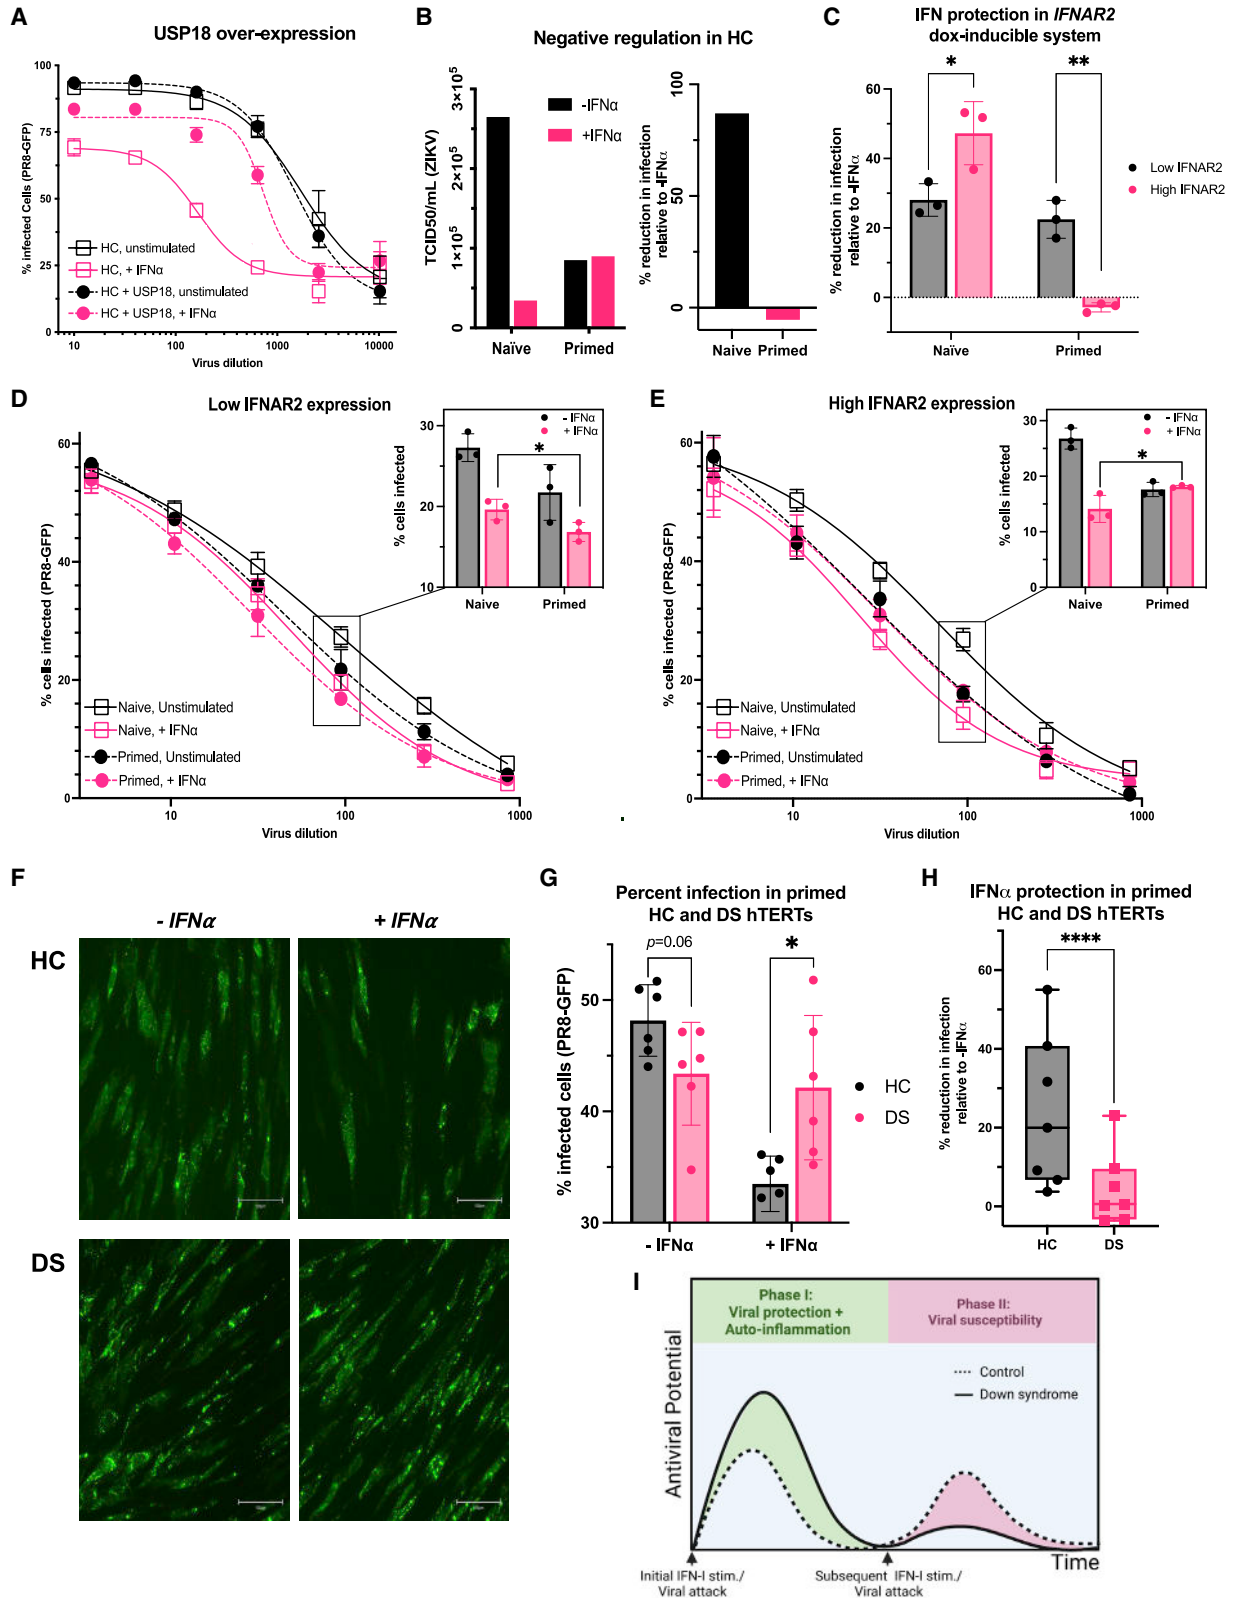 A
USP18 over-expression
% infected Cells (PR8-GFP)
100
75
50
25
0
HC, unstimulated
HC, + IFNα
HC + USP18, unstimulated
HC + USP18, + IFNα
10
100
1000
10000
Virus dilution
B
Negative regulation in HC
TCID50/mL (ZIKV)
3×10⁵
2×10⁵
1×10⁵
0
-IFNα
+IFNα
Naïve
Primed
% reduction in infection
relative to -IFNα
100
50
0
Naive
Primed
C
IFN protection in IFNAR2
dox-inducible system
% reduction in infection
relative to -IFNα
60
40
20
0
*
**
Low IFNAR2
High IFNAR2
Naïve
Primed
D
Low IFNAR2 expression
% cells infected (PR8-GFP)
60
40
20
0
Naive, Unstimulated
Naive, + IFNα
Primed, Unstimulated
Primed, + IFNα
10
100
1000
Virus dilution
% cells infected
30
20
10
- IFNα
+ IFNα
*
Naive
Primed
E
High IFNAR2 expression
% cells infected (PR8-GFP)
60
40
20
0
Naive, Unstimulated
Naive, + IFNα
Primed, Unstimulated
Primed, + IFNα
10
100
1000
Virus dilution
% cells infected
30
20
10
0
- IFNα
+ IFNα
*
Naive
Primed
F
- IFNα
+ IFNα
HC
DS
G
Percent infection in primed
HC and DS hTERTs
% infected cells (PR8-GFP)
50
40
30
p=0.06
*
HC
DS
- IFNα
+ IFNα
H
IFNα protection in primed
HC and DS hTERTs
% reduction in infection
relative to -IFNα
60
40
20
0
****
HC
DS
I
Phase I:
Viral protection +
Auto-inflammation
Phase II:
Viral susceptibility
Control
Down syndrome
Antiviral Potential
Time
Initial IFN-I stim./
Viral attack
Subsequent IFN-I stim./
Viral attack